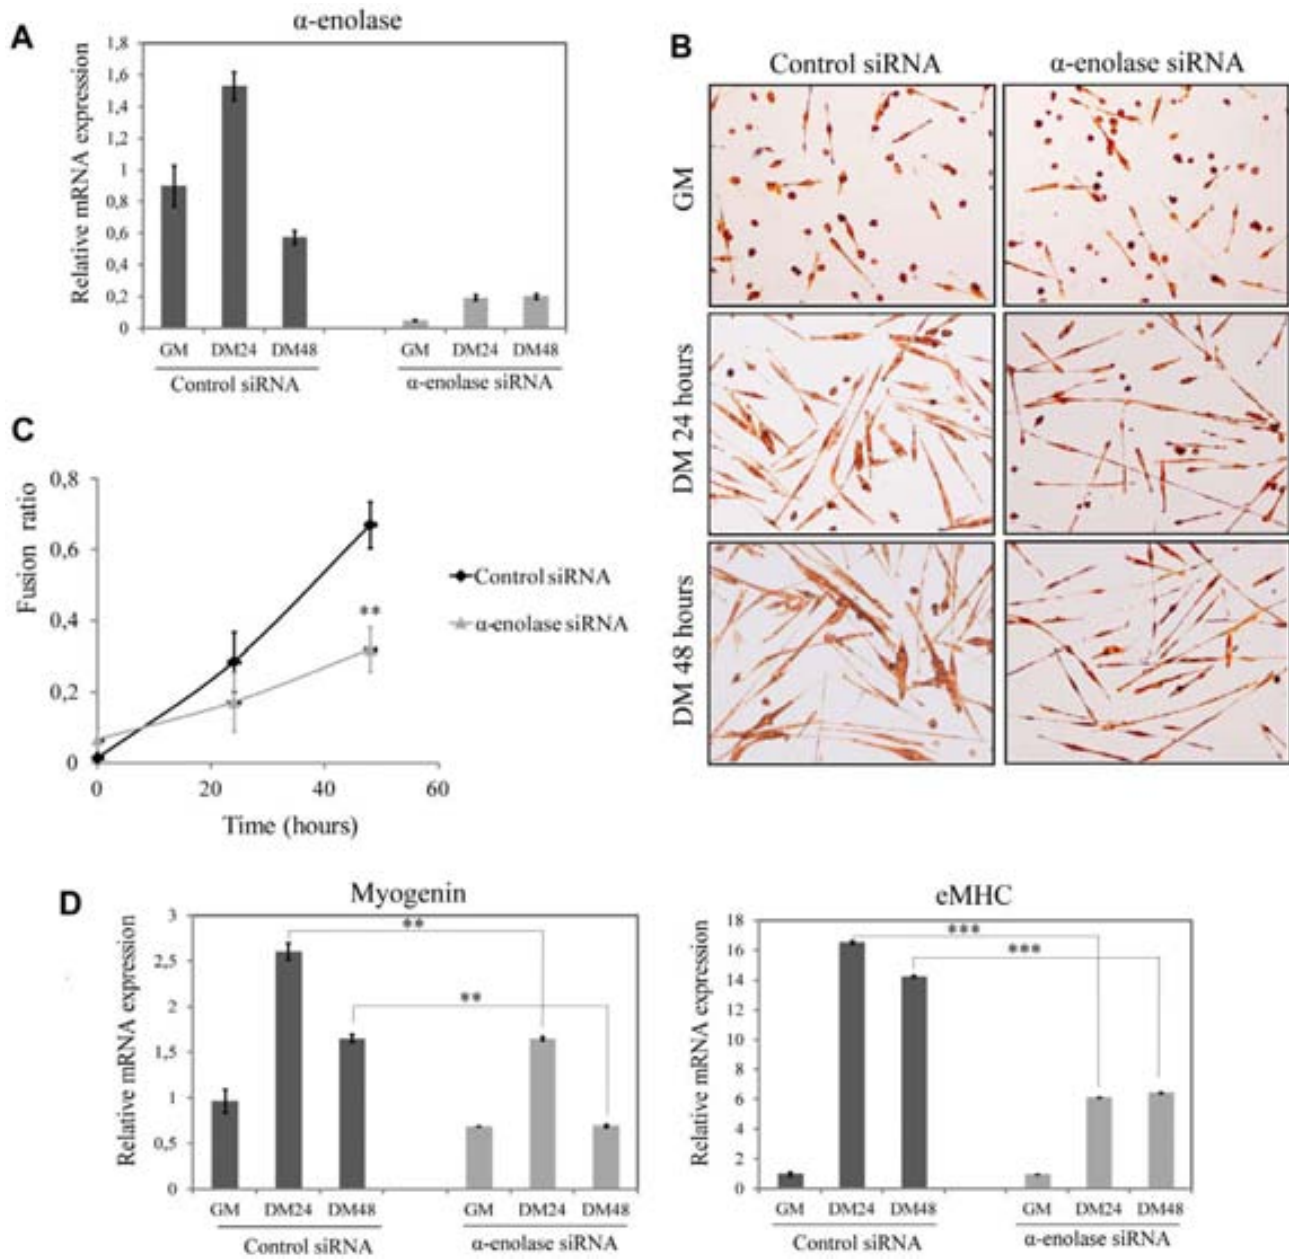 A
α-enolase
Relative mRNA expression
1,8
1,6
1,4
1,2
1
0,8
0,6
0,4
0,2
0
GM DM24 DM48 GM DM24 DM48
Control siRNA α-enolase siRNA
B
Control siRNA α-enolase siRNA
GM
DM 24 hours
DM 48 hours
C
Fusion ratio
0,8
0,6
0,4
0,2
0
0 20 40 60
Time (hours)
**
Control siRNA
α-enolase siRNA
D
Myogenin
Relative mRNA expression
3
2,5
2
1,5
1
0,5
0
**
**
GM DM24 DM48 GM DM24 DM48
Control siRNA α-enolase siRNA
eMHC
Relative mRNA expression
18
16
14
12
10
8
6
4
2
0
***
***
GM DM24 DM48 GM DM24 DM48
Control siRNA α-enolase siRNA